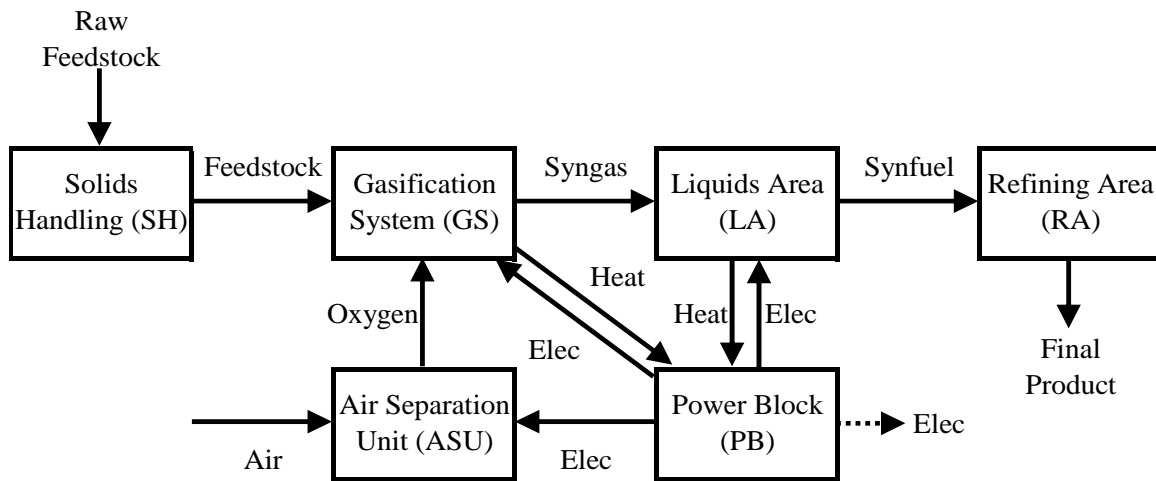 Raw
Feedstock
Solids
Handling (SH)
Feedstock
Gasification
System (GS)
Syngas
Liquids Area
(LA)
Synfuel
Refining Area
(RA)
Heat
Elec
Oxygen
Heat
Elec
Final
Product
Air
Air Separation
Unit (ASU)
Elec
Power Block
(PB)
Elec